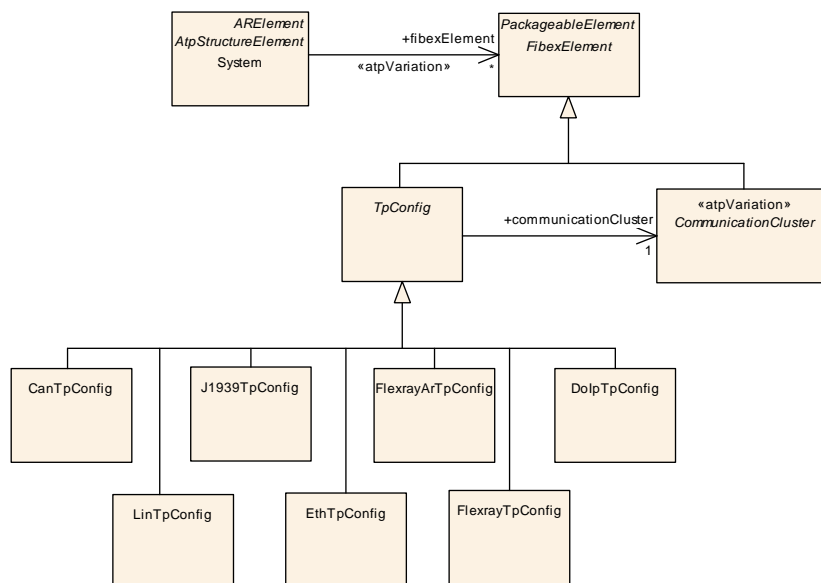 ARElement
AtpStructureElement
System
+fibexElement
«atpVariation»
*
PackageableElement
FibexElement
TpConfig
+communicationCluster
1
«atpVariation»
CommunicationCluster
CanTpConfig
J1939TpConfig
FlexrayArTpConfig
DoIpTpConfig
LinTpConfig
EthTpConfig
FlexrayTpConfig